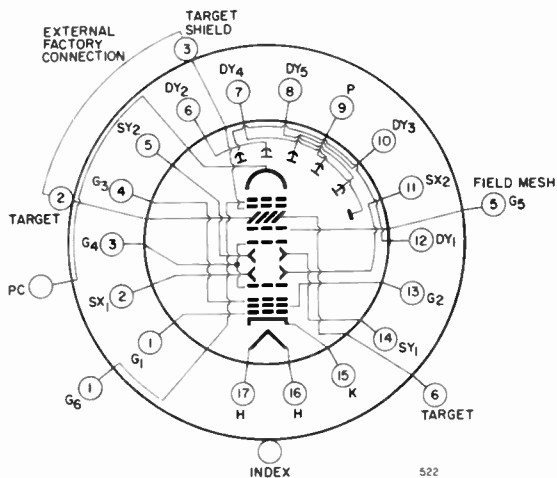 EXTERNAL
FACTORY
CONNECTION
TARGET
SHIELD
3
DY2
6
DY4
7
DY5
8
P
9
DY3
10
SX2
11
FIELD MESH
5 G5
12 DY1
13
G2
14
SY1
6
TARGET
15
K
16
H
17
H
INDEX
522
1
G6
1
G1
PC
SX1 2
G4 3
2
TARGET
G3 4
SY2
5